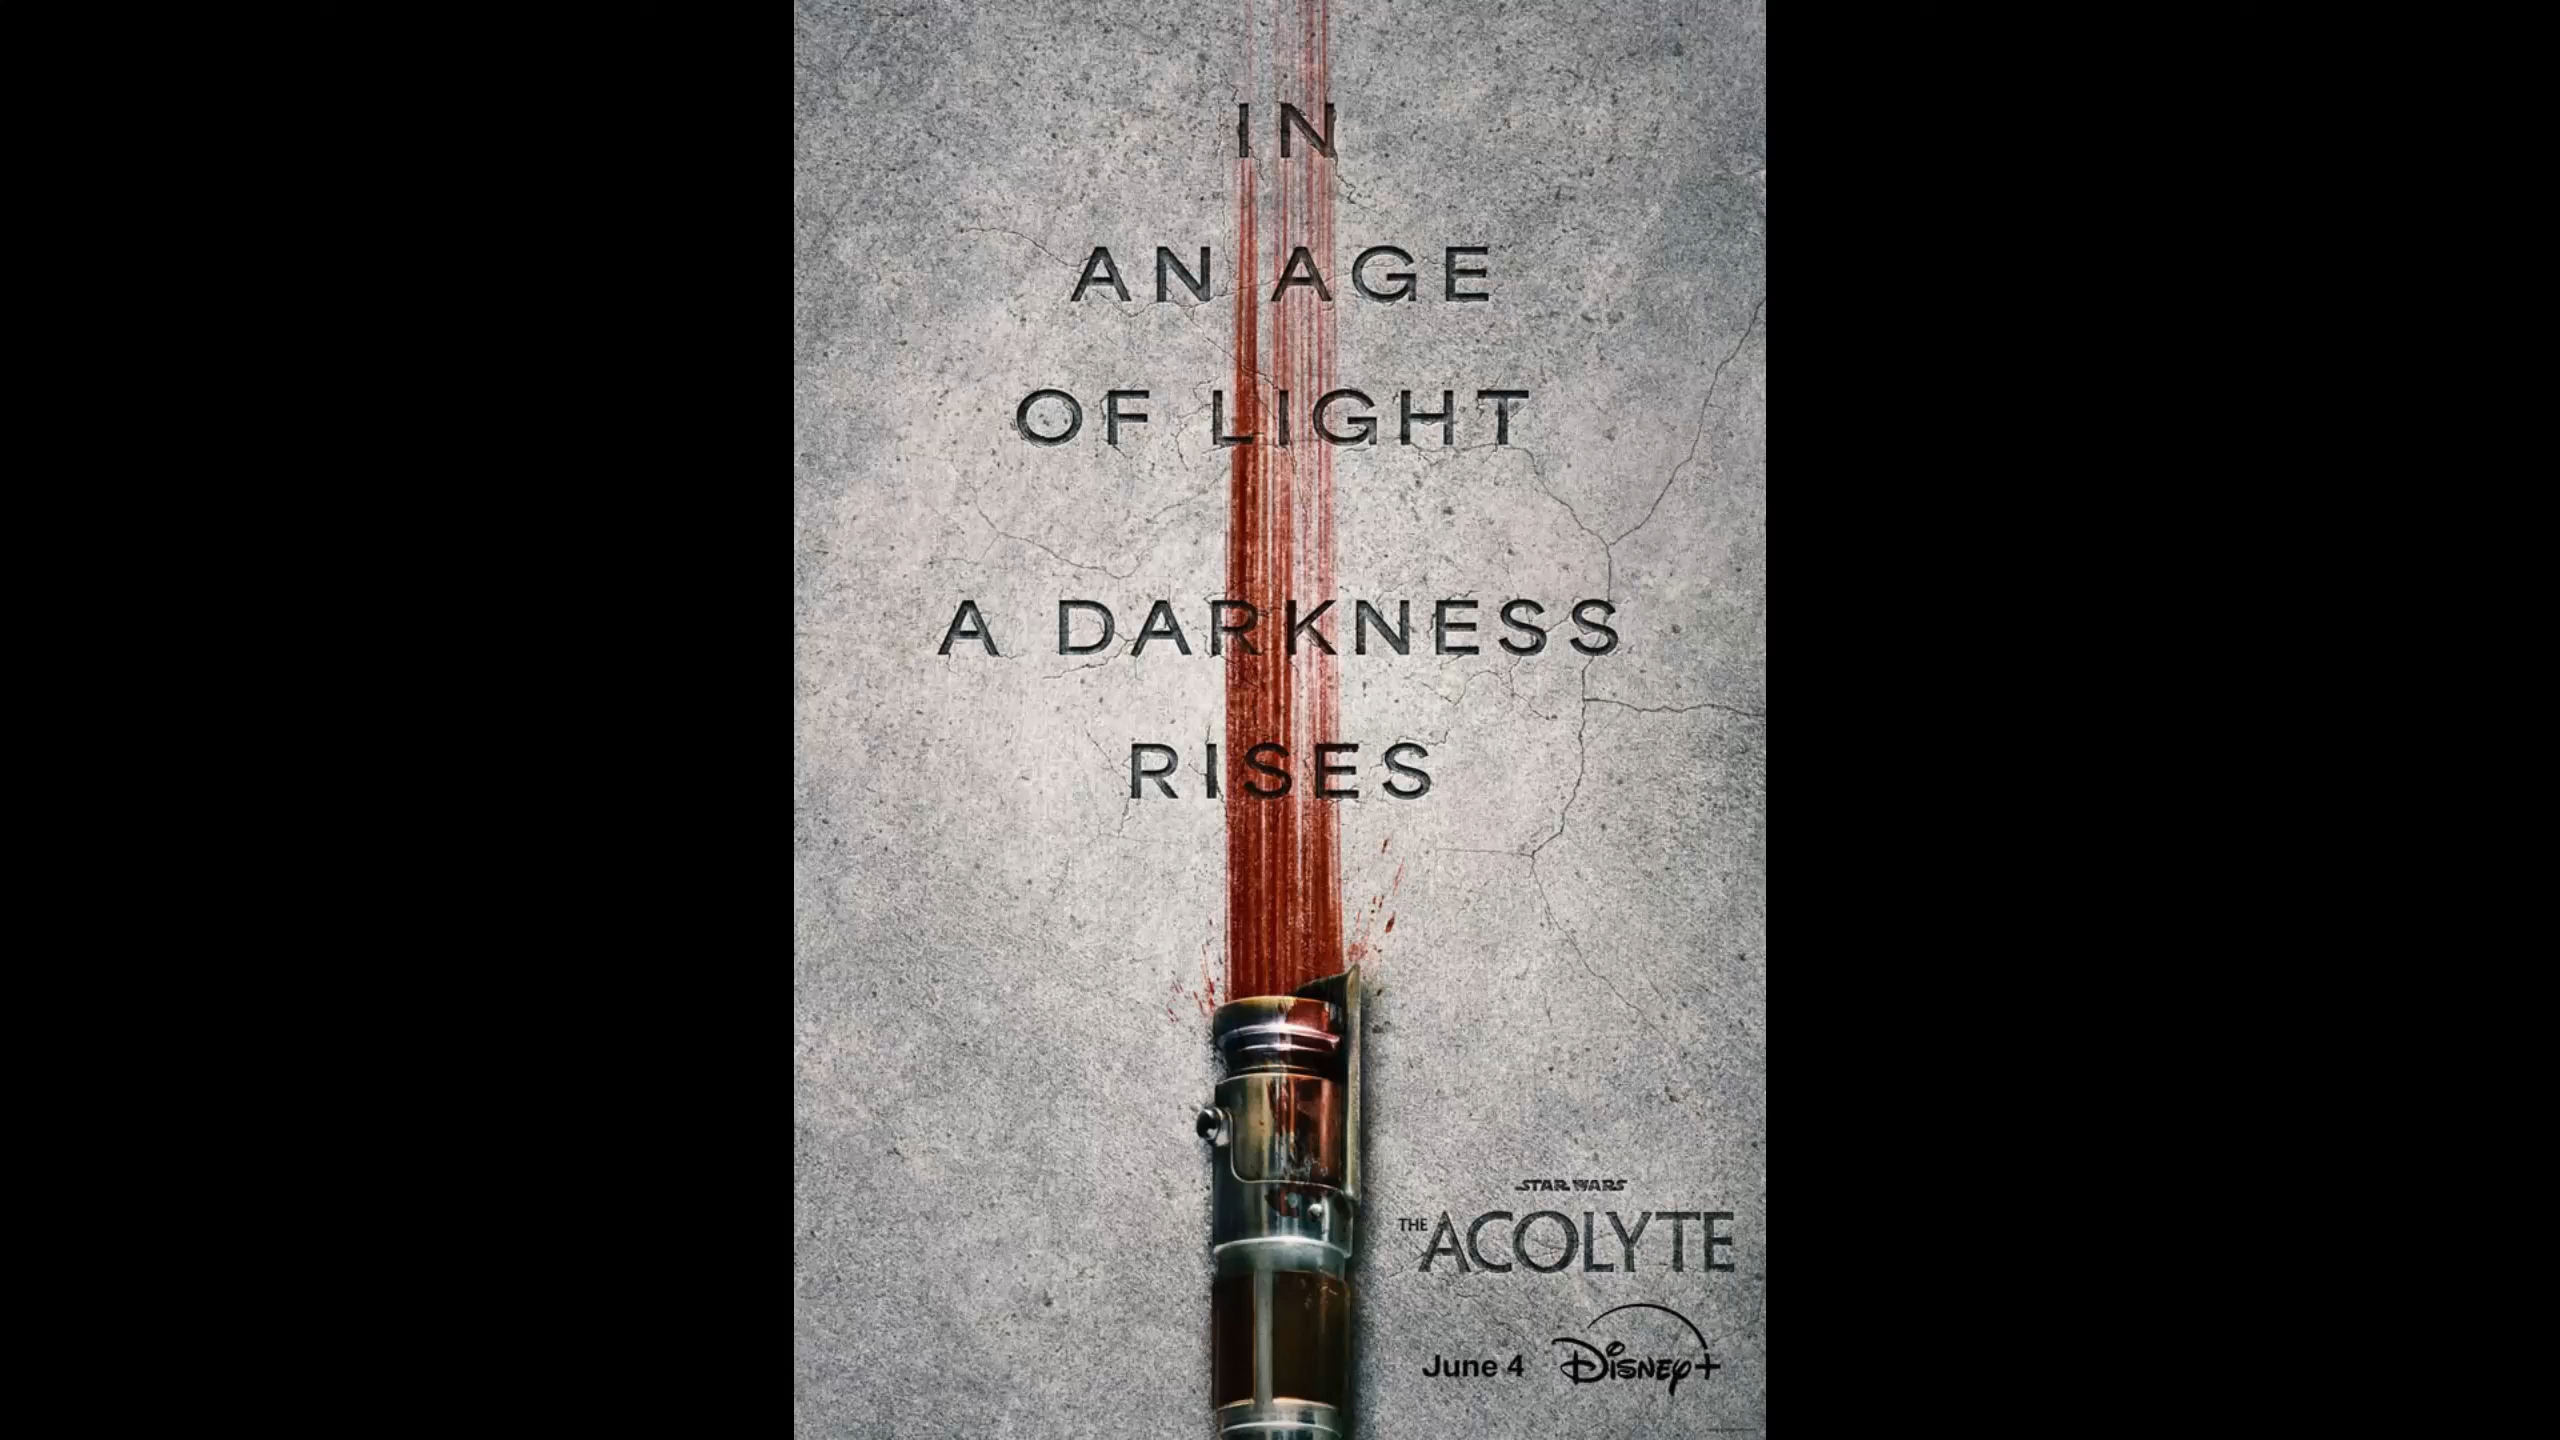 IN
AN AGE
OF LIGHT
A DARKNESS
RISES
STAR WARS
THE ACOLYTE
June 4 Disney+